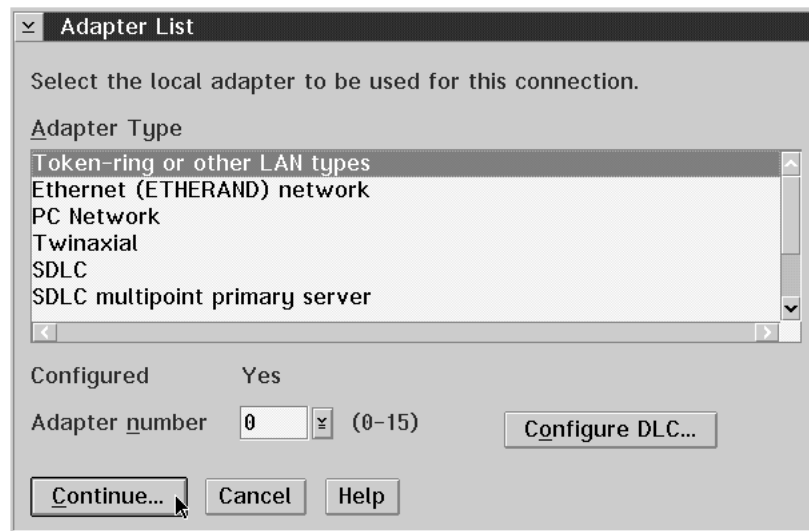 Adapter List
Select the local adapter to be used for this connection.
Adapter Type
Token-ring or other LAN types
Ethernet (ETHERAND) network
PC Network
Twinaxial
SDLC
SDLC multipoint primary server
Configured Yes
Adapter number 0 (0-15) Configure DLC...
Continue... Cancel Help